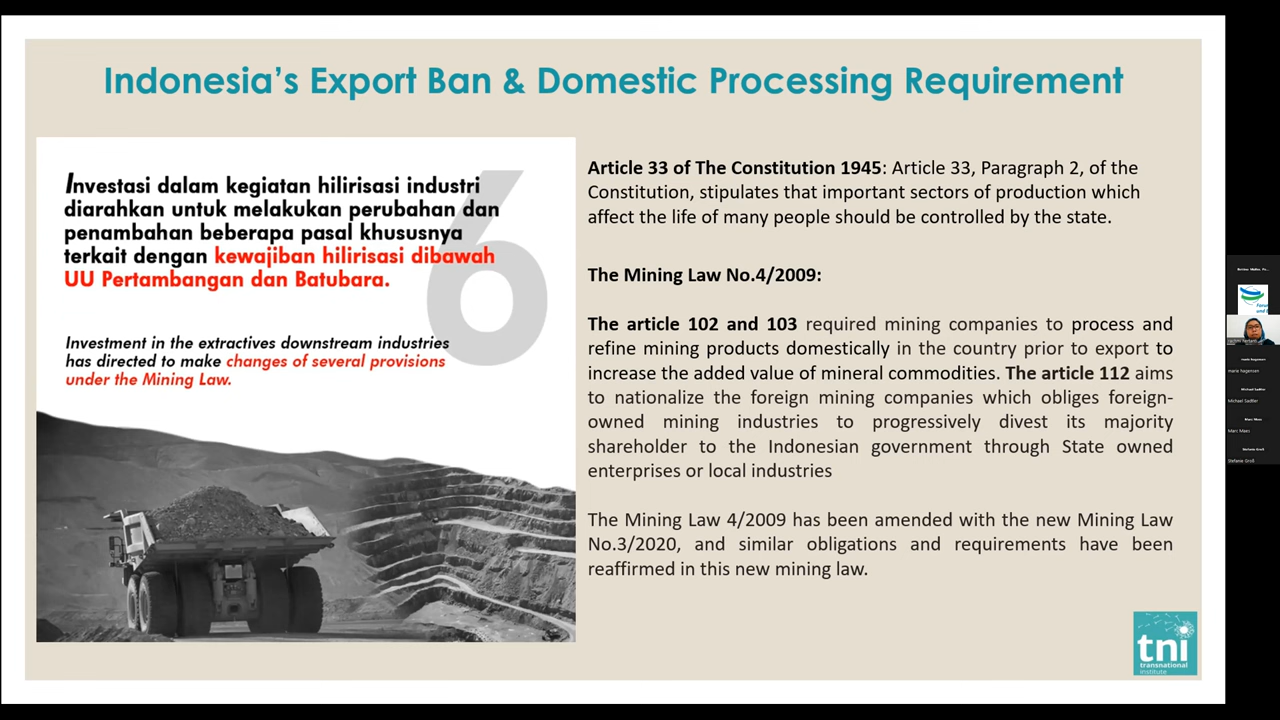 Indonesia's Export Ban & Domestic Processing Requirement
Investasi dalam kegiatan hilirisasi industri
diarahkan untuk melakukan perubahan dan
penambahan beberapa pasal khususnya
terkait dengan kewajiban hilirisasi dibawah
UU Pertambangan dan Batubara.
6
Investment in the extractives downstream industries
has directed to make changes of several provisions
under the Mining Law.
Article 33 of The Constitution 1945: Article 33, Paragraph 2, of the
Constitution, stipulates that important sectors of production which
affect the life of many people should be controlled by the state.
The Mining Law No.4/2009:
The article 102 and 103 required mining companies to process and
refine mining products domestically in the country prior to export to
increase the added value of mineral commodities. The article 112 aims
to nationalize the foreign mining companies which obliges foreign-
owned mining industries to progressively divest its majority
shareholder to the Indonesian government through State owned
enterprises or local industries
The Mining Law 4/2009 has been amended with the new Mining Law
No.3/2020, and similar obligations and requirements have been
reaffirmed in this new mining law.
tni
transnational
institute
marie hagensen
Michael Sadler
Marc Maes
Stefanie Groll